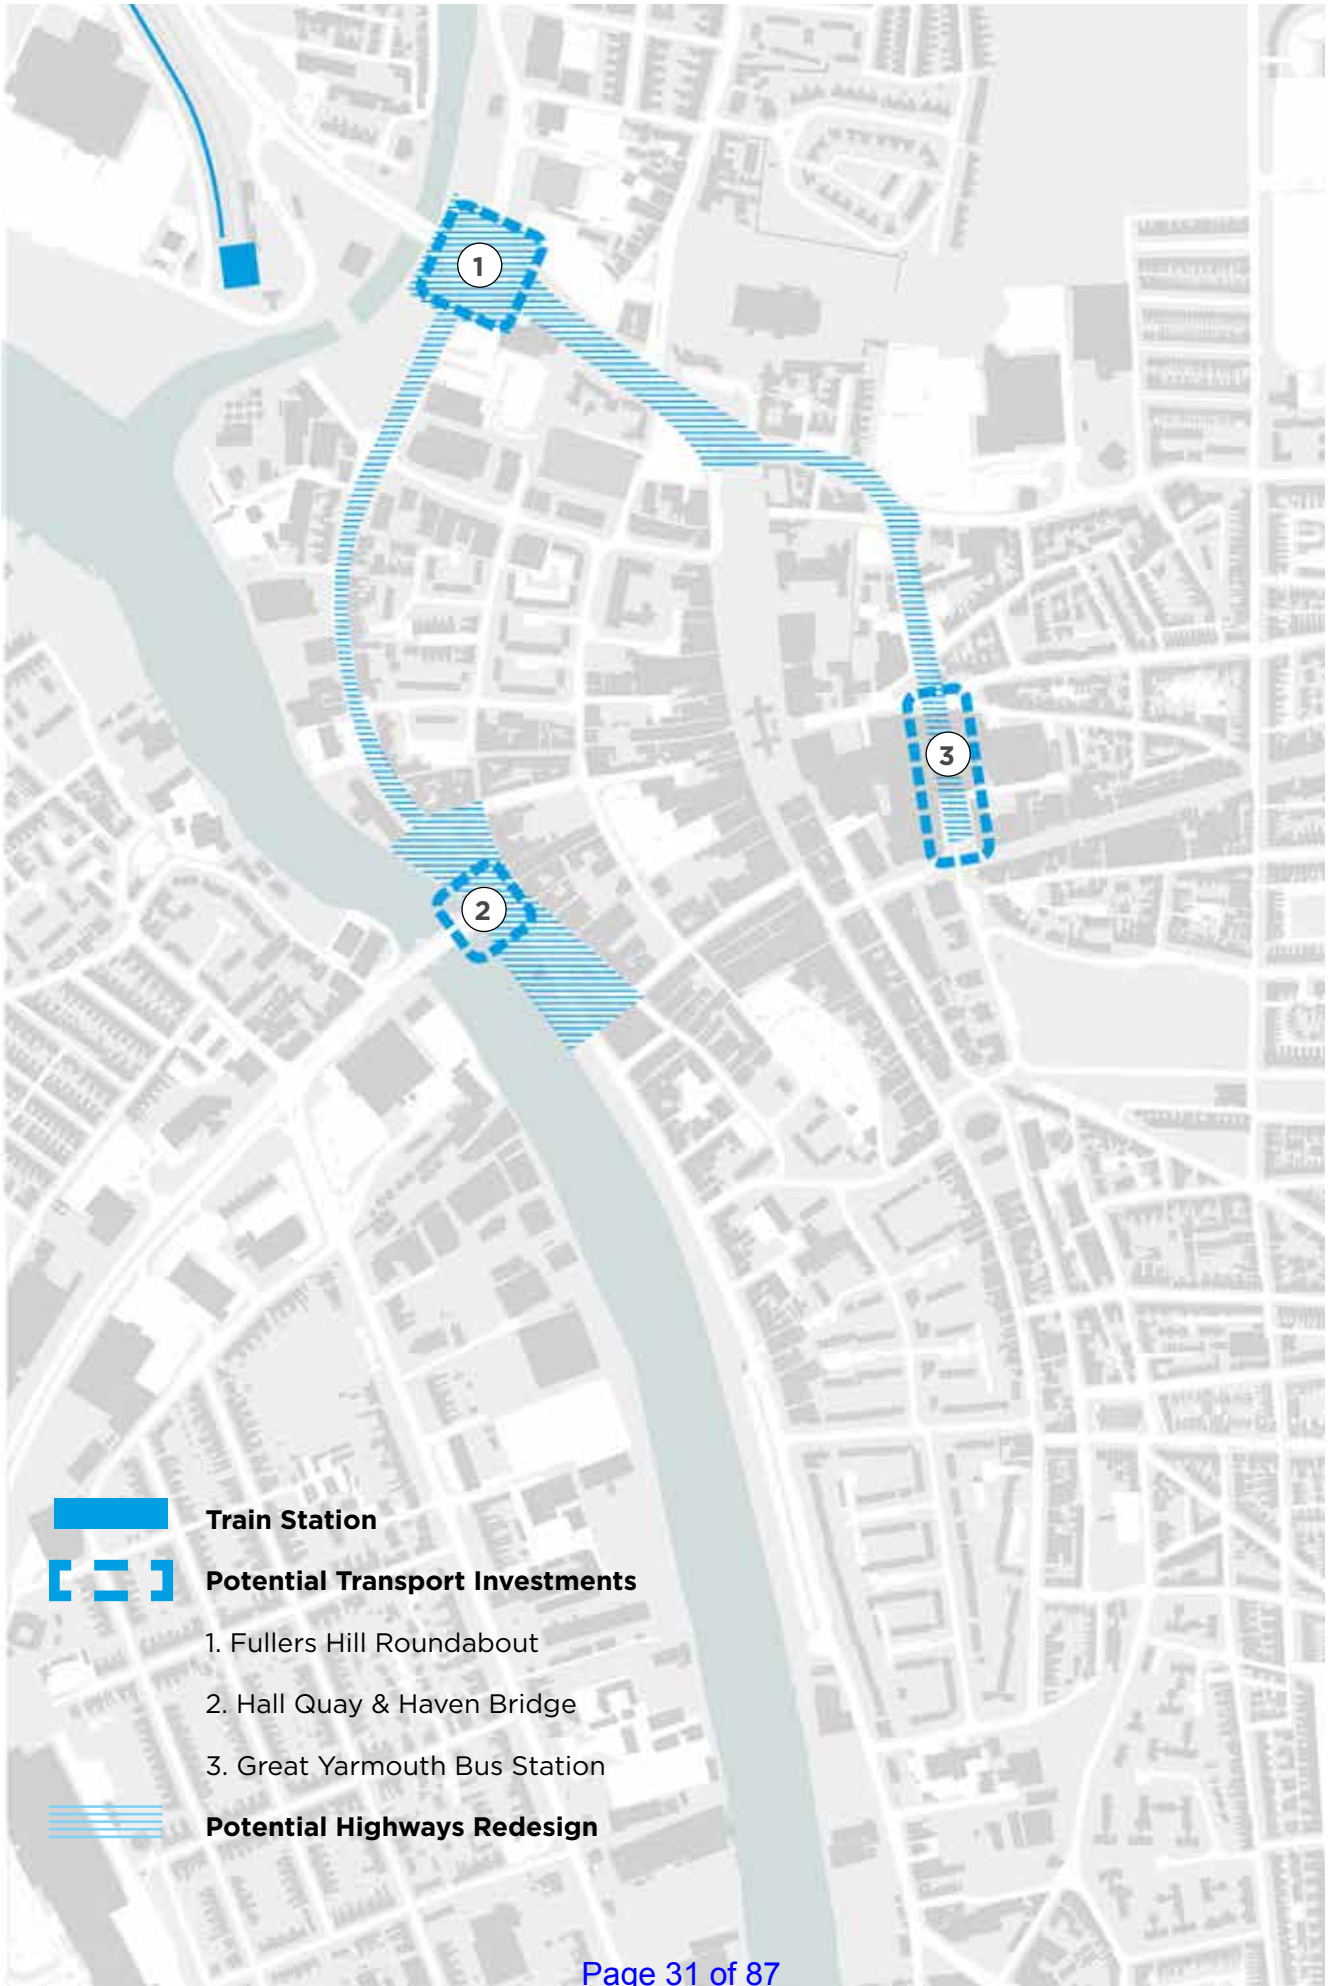 1
3
2
Train Station
Potential Transport Investments
1. Fullers Hill Roundabout
2. Hall Quay & Haven Bridge
3. Great Yarmouth Bus Station
Potential Highways Redesign
Page 31 of 87